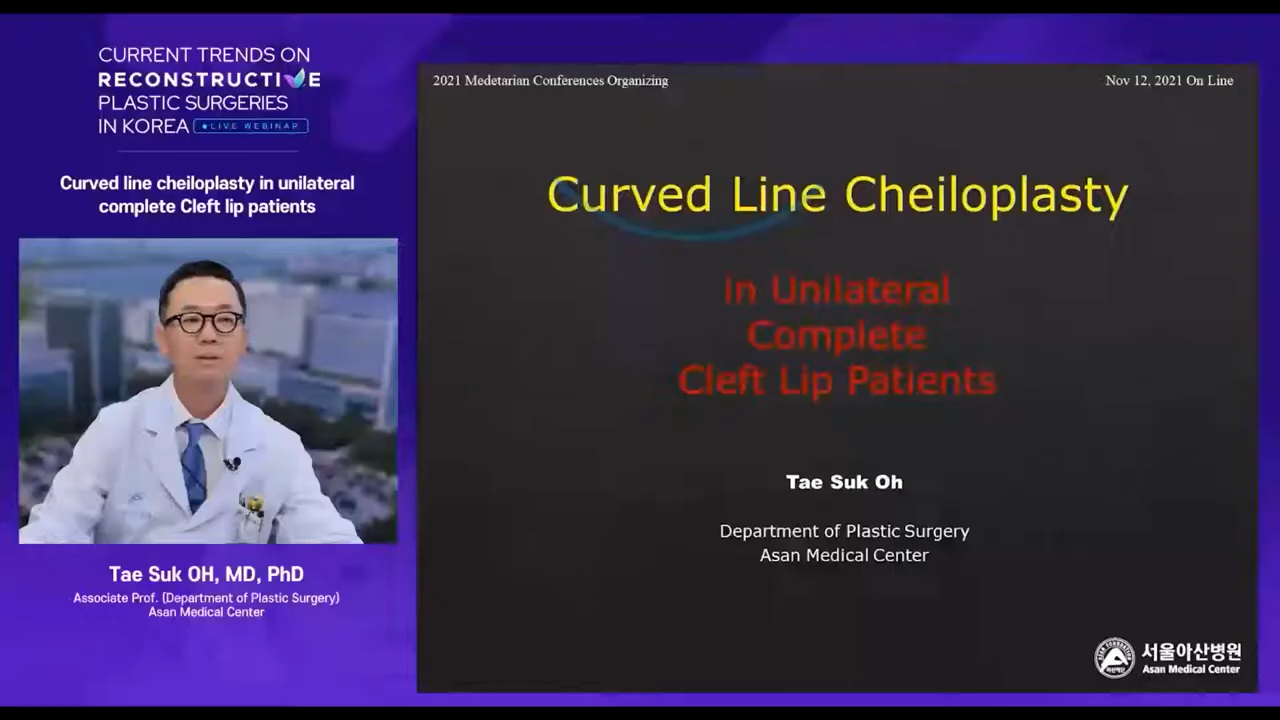 CURRENT TRENDS ON
RECONSTRUCTIVE
PLASTIC SURGERIES
IN KOREA LIVE WEBINAR
Curved line cheiloplasty in unilateral
complete Cleft lip patients
Tae Suk OH, MD, PhD
Associate Prof. (Department of Plastic Surgery)
Asan Medical Center
2021 Medetarian Conferences Organizing
Nov 12, 2021 On Line
Curved Line Cheiloplasty
in Unilateral
Complete
Cleft Lip Patients
Tae Suk Oh
Department of Plastic Surgery
Asan Medical Center
서울아산병원
Asan Medical Center